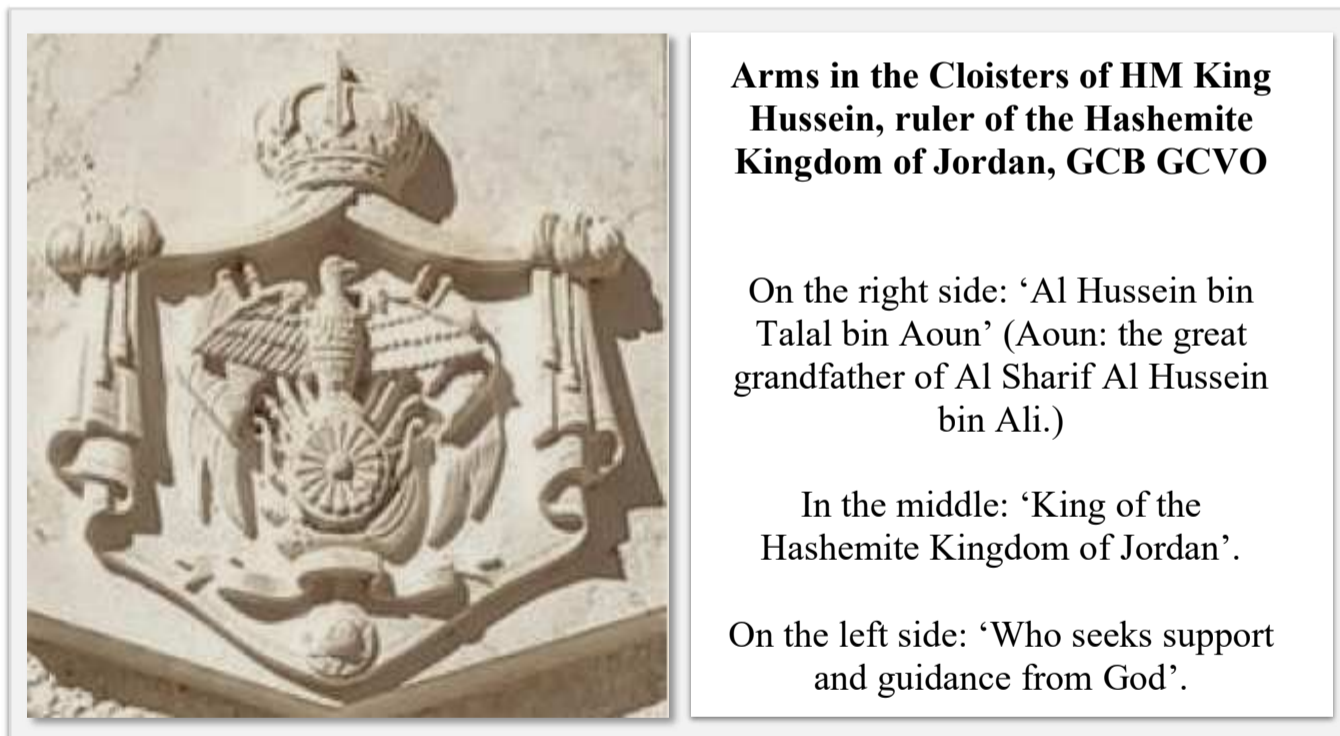 Arms in the Cloisters of HM King
Hussein, ruler of the Hashemite
Kingdom of Jordan, GCB GCVO
On the right side: ‘Al Hussein bin
Talal bin Aoun’ (Aoun: the great
grandfather of Al Sharif Al Hussein
bin Ali.)
In the middle: ‘King of the
Hashemite Kingdom of Jordan’.
On the left side: ‘Who seeks support
and guidance from God’.